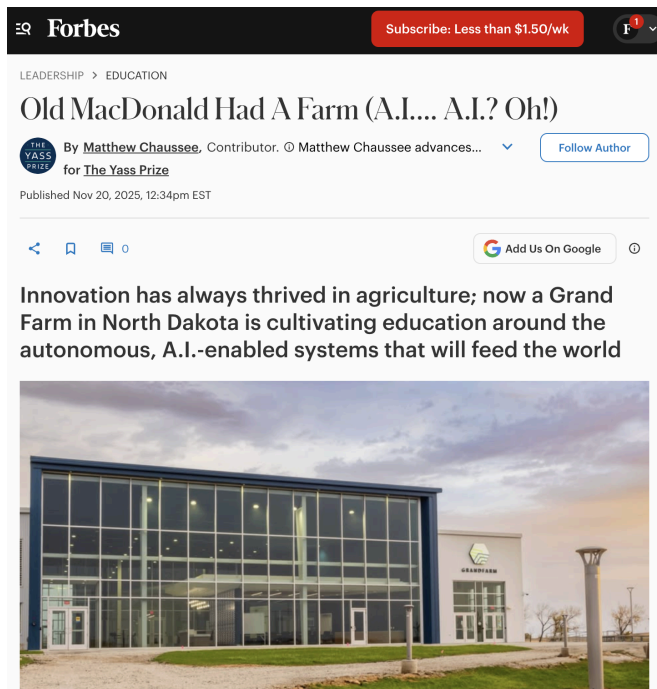 Forbes
Subscribe: Less than $1.50/wk
F 1
LEADERSHIP > EDUCATION
Old MacDonald Had A Farm (A.I.... A.I.? Oh!)
THE
YASS
PRIZE
By Matthew Chaussee, Contributor. ⓘ Matthew Chaussee advances...
for The Yass Prize
Follow Author
Published Nov 20, 2025, 12:34pm EST
0
Add Us On Google
Innovation has always thrived in agriculture; now a Grand
Farm in North Dakota is cultivating education around the
autonomous, A.I.-enabled systems that will feed the world
GRANDFARM